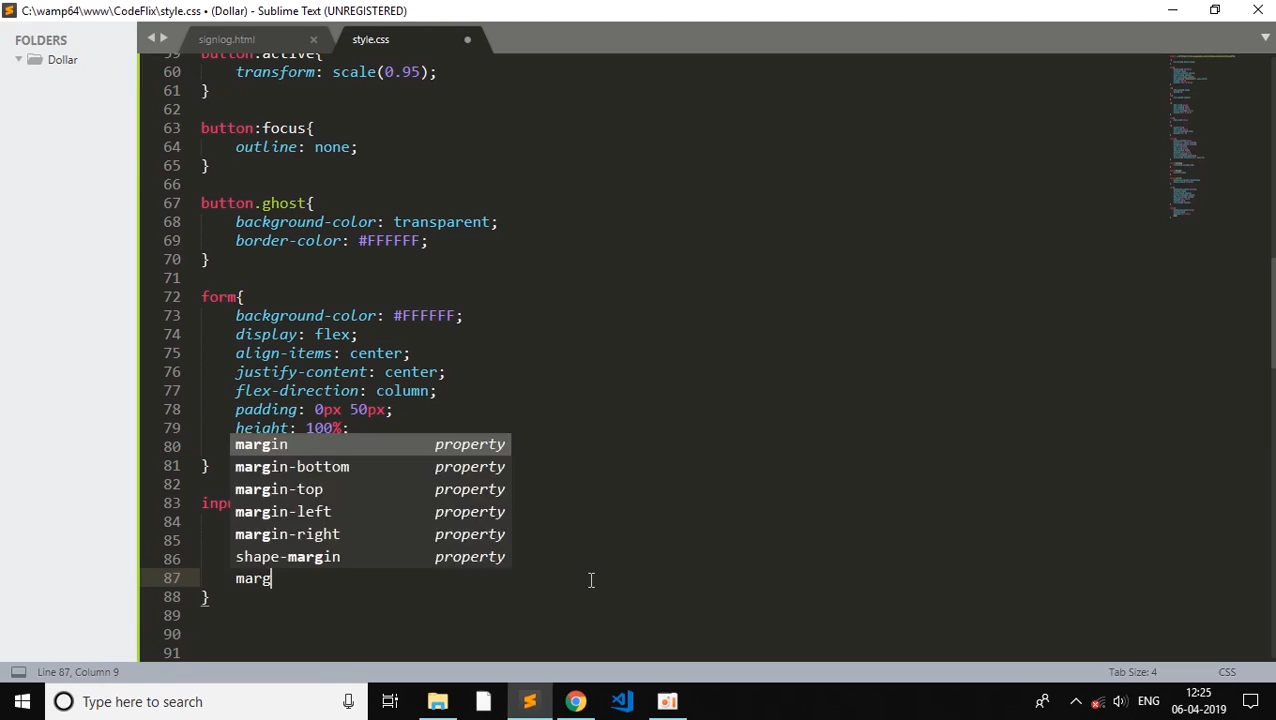 C:\wamp64\www\CodeFlix\style.css • (Dollar) - Sublime Text (UNREGISTERED)
FOLDERS
Dollar
signlog.html
style.css
59 button:active{
60 transform: scale(0.95);
61 }
62
63 button:focus{
64 outline: none;
65 }
66
67 button.ghost{
68 background-color: transparent;
69 border-color: #FFFFFF;
70 }
71
72 form{
73 background-color: #FFFFFF;
74 display: flex;
75 align-items: center;
76 justify-content: center;
77 flex-direction: column;
78 padding: 0px 50px;
79 height: 100%;
80
81 }
82
83 inpu
84
85
86
87 marg
88 }
89
90
91
margin property
margin-bottom property
margin-top property
margin-left property
margin-right property
shape-margin property
Line 87, Column 9
Tab Size: 4
CSS
Type here to search
ENG
12:25
06-04-2019